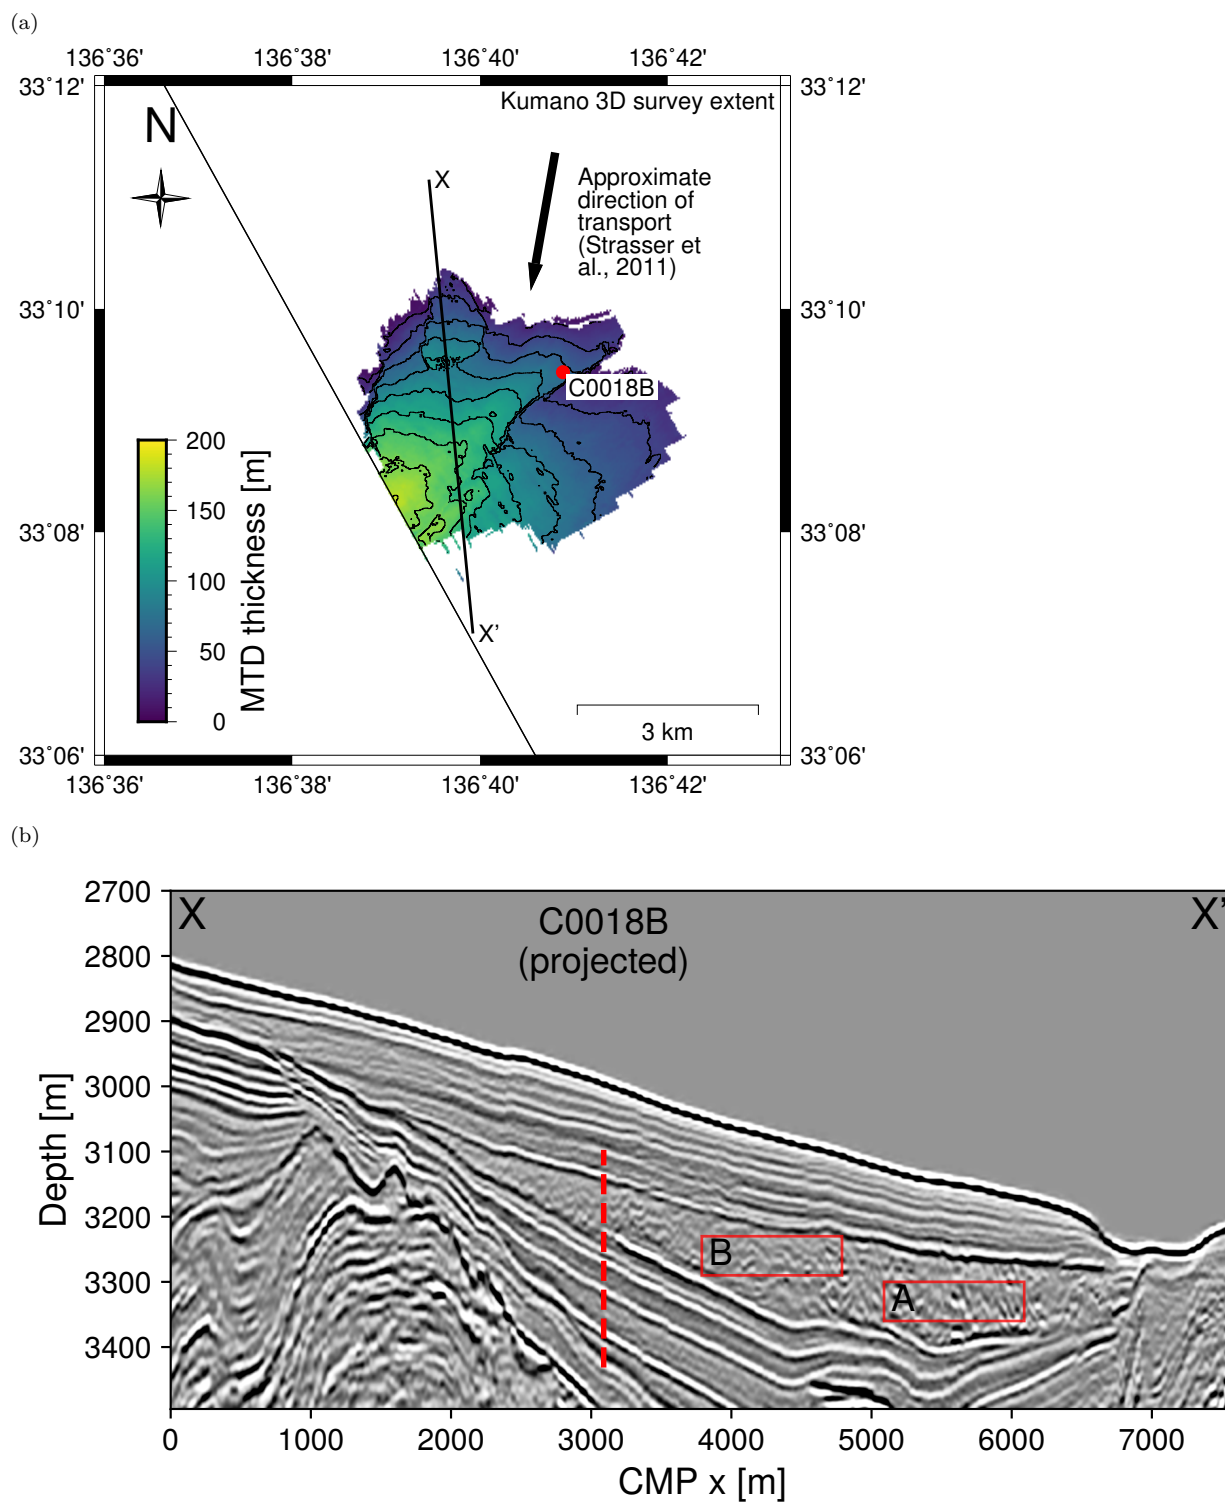 (a)
136˚36' 136˚38' 136˚40' 136˚42'
33˚12' 33˚12'
Kumano 3D survey extent
N
X
Approximate
direction of
transport
(Strasser et
al., 2011)
33˚10' 33˚10'
C0018B
200
150
100
50
0
MTD thickness [m]
33˚08' 33˚08'
X’
3 km
33˚06' 33˚06'
136˚36' 136˚38' 136˚40' 136˚42'
(b)
2700
2800
2900
3000
3100
3200
3300
3400
Depth [m]
X X’
C0018B
(projected)
B
A
0 1000 2000 3000 4000 5000 6000 7000
CMP x [m]